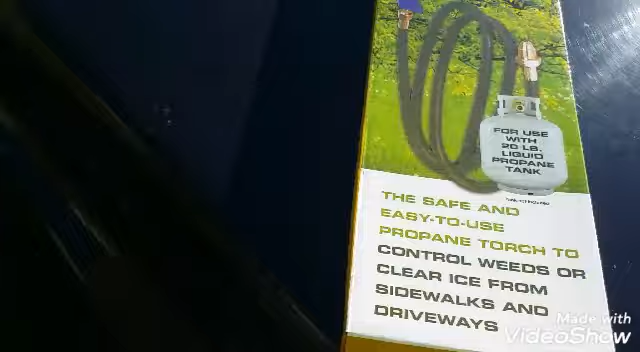 FOR USE
WITH
20 LB.
LIQUID
PROPANE
TANK
THE SAFE AND
EASY-TO-USE
PROPANE TORCH TO
CONTROL WEEDS OR
CLEAR ICE FROM
SIDEWALKS AND
DRIVEWAYS
Made with
VideoShow